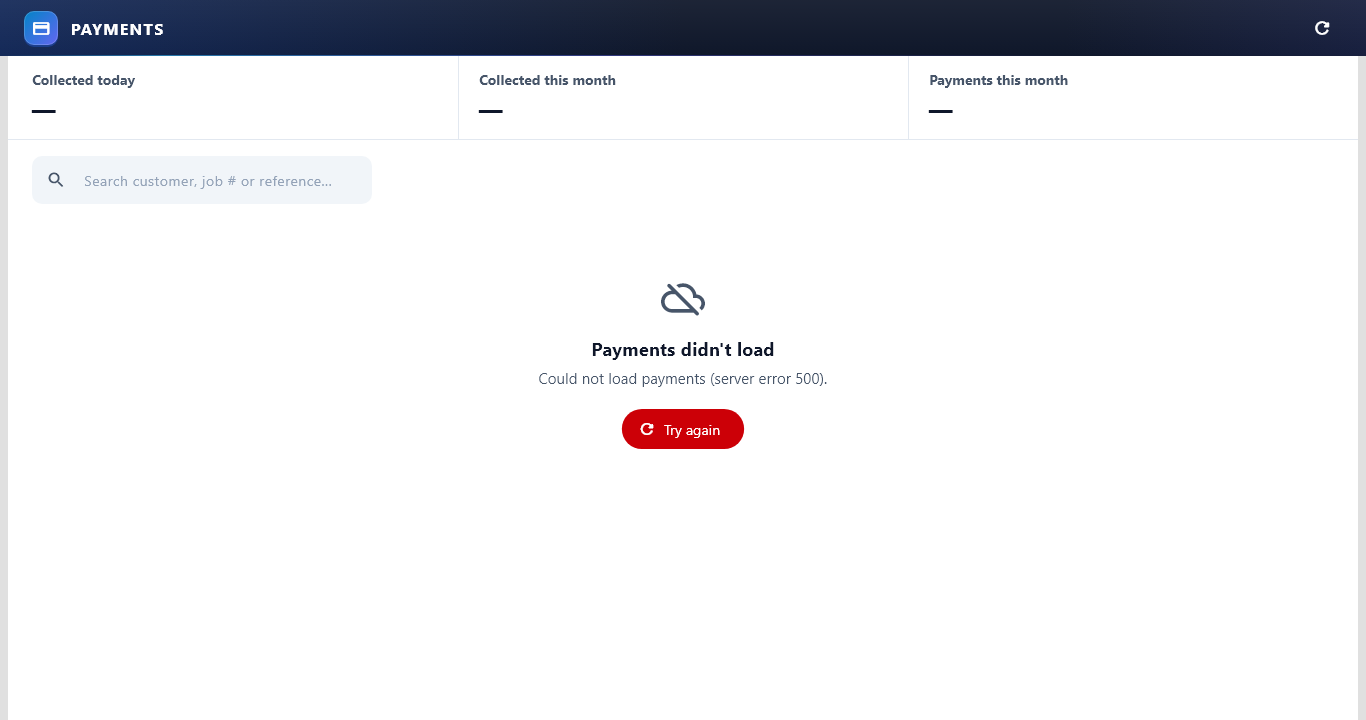 PAYMENTS
Collected today
—
Collected this month
—
Payments this month
—
Search customer, job # or reference...
Payments didn't load
Could not load payments (server error 500).
Try again